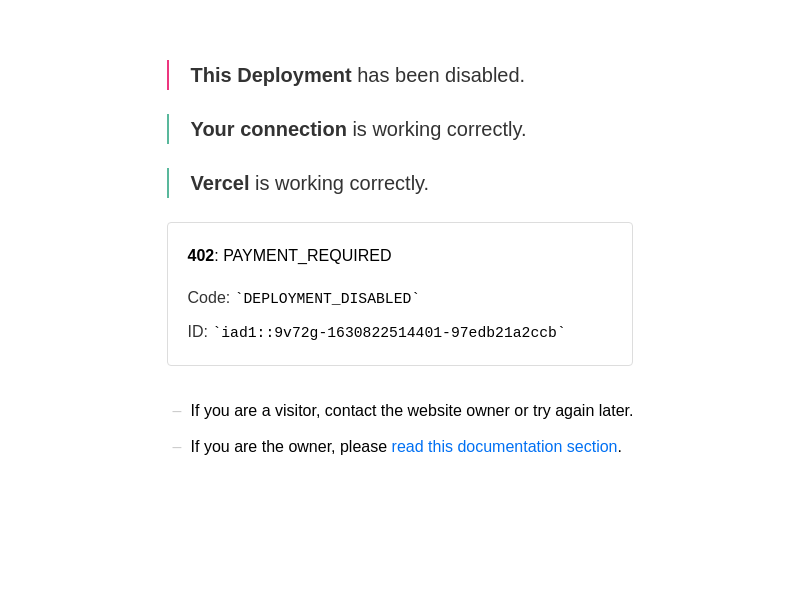 This Deployment has been disabled.
Your connection is working correctly.
Vercel is working correctly.
402: PAYMENT_REQUIRED
Code: `DEPLOYMENT_DISABLED`
ID: `iad1::9v72g-1630822514401-97edb21a2ccb`
– If you are a visitor, contact the website owner or try again later.
– If you are the owner, please read this documentation section.